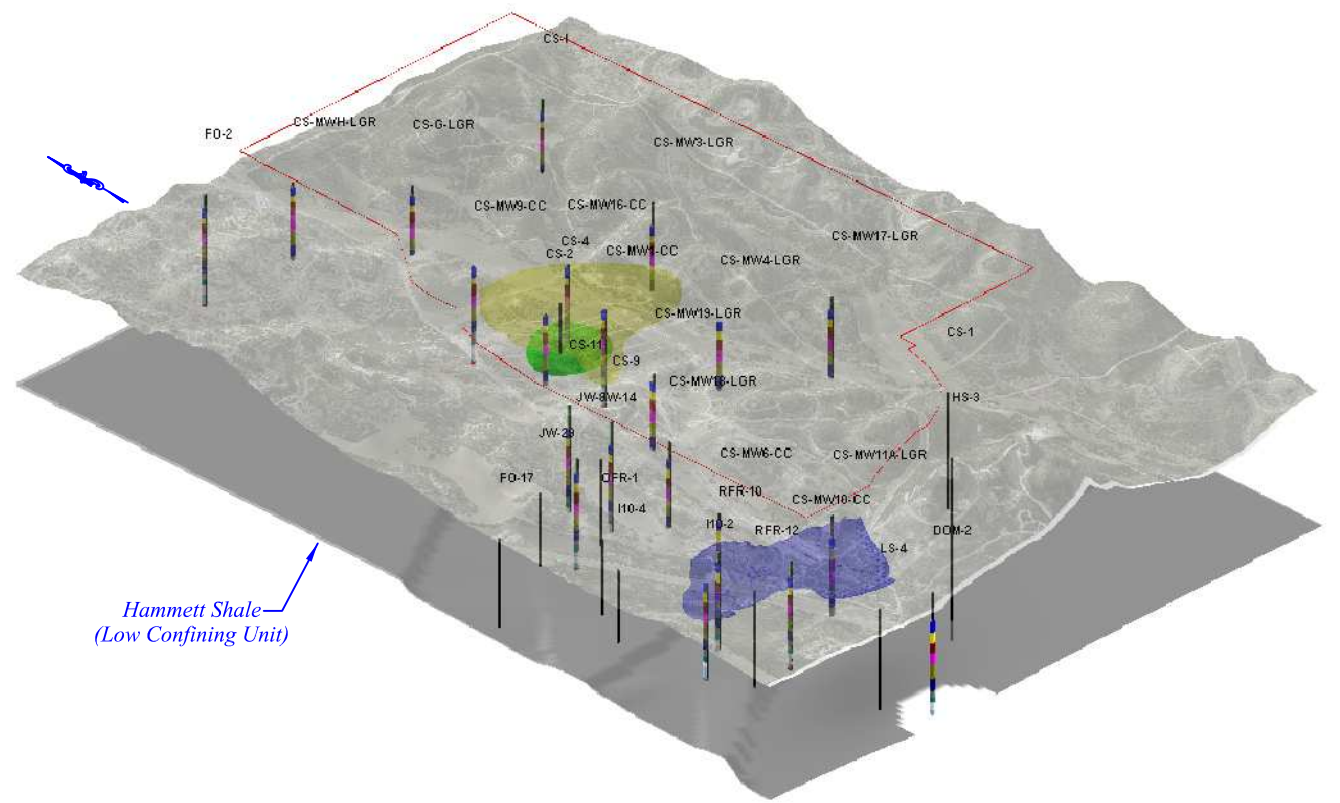 CS-I
CS-MWH-LGR
CS-G-LGR
FO-2
CS-MW3-LGR
CS-MW9-CC
CS-MW16-CC
CS-MW17-LGR
CS-4
CS-2
CS-MW1-CC
CS-MW4-LGR
CS-MW19-LGR
CS-1
CS-11
CS-9
CS-MW18-LGR
JW-8
W-14
HS-3
JW-29
CS-MW6-CC
CS-MW11A-LGR
FO-17
OFR-1
RFR-10
CS-MW10-CC
I10-4
I10-2
RFR-12
DOM-2
LS-4
Hammett Shale
(Low Confining Unit)